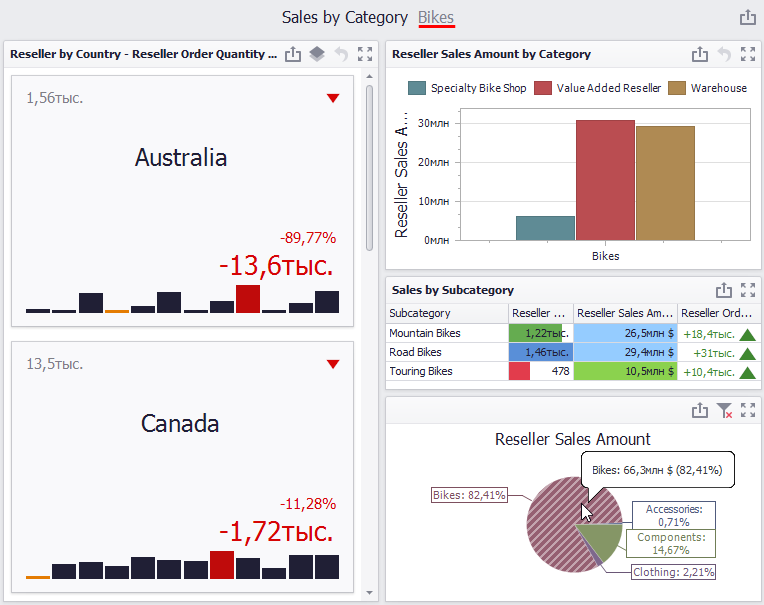 Sales by Category Bikes
Reseller by Country - Reseller Order Quantity ...
1,56тыс.
Australia
-89,77%
-13,6тыс.
13,5тыс.
Canada
-11,28%
-1,72тыс.
Reseller Sales Amount by Category
Specialty Bike Shop Value Added Reseller Warehouse
Reseller Sales A...
30млн
20млн
10млн
0млн
Bikes
Sales by Subcategory
Subcategory Reseller ... Reseller Sales Am... Reseller Ord...
Mountain Bikes 1,22тыс. 26,5млн $ +18,4тыс.
Road Bikes 1,46тыс. 29,4млн $ +31тыс.
Touring Bikes 478 10,5млн $ +10,4тыс.
Reseller Sales Amount
Bikes: 66,3млн $ (82,41%)
Bikes: 82,41%
Accessories:
0,71%
Components:
14,67%
Clothing: 2,21%